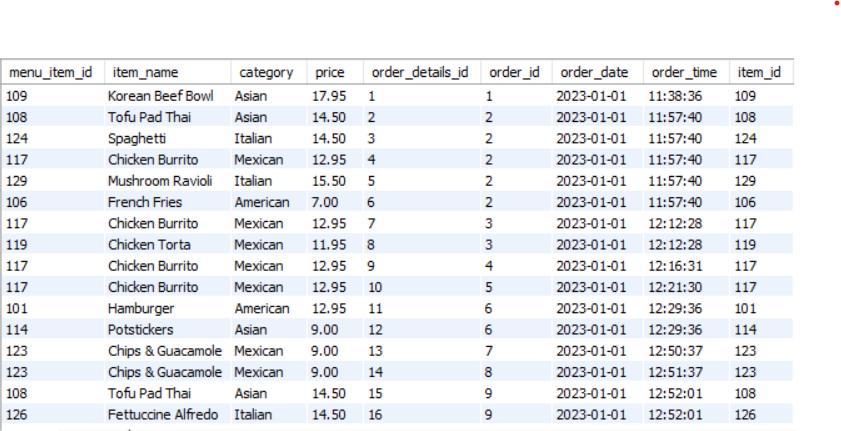 menu_item_id item_name category price order_details_id order_id order_date order_time item_id
109 Korean Beef Bowl Asian 17.95 1 1 2023-01-01 11:38:36 109
108 Tofu Pad Thai Asian 14.50 2 2 2023-01-01 11:57:40 108
124 Spaghetti Italian 14.50 3 2 2023-01-01 11:57:40 124
117 Chicken Burrito Mexican 12.95 4 2 2023-01-01 11:57:40 117
129 Mushroom Ravioli Italian 15.50 5 2 2023-01-01 11:57:40 129
106 French Fries American 7.00 6 2 2023-01-01 11:57:40 106
117 Chicken Burrito Mexican 12.95 7 3 2023-01-01 12:12:28 117
119 Chicken Torta Mexican 11.95 8 3 2023-01-01 12:12:28 119
117 Chicken Burrito Mexican 12.95 9 4 2023-01-01 12:16:31 117
117 Chicken Burrito Mexican 12.95 10 5 2023-01-01 12:21:30 117
101 Hamburger American 12.95 11 6 2023-01-01 12:29:36 101
114 Potstickers Asian 9.00 12 6 2023-01-01 12:29:36 114
123 Chips & Guacamole Mexican 9.00 13 7 2023-01-01 12:50:37 123
123 Chips & Guacamole Mexican 9.00 14 8 2023-01-01 12:51:37 123
108 Tofu Pad Thai Asian 14.50 15 9 2023-01-01 12:52:01 108
126 Fettuccine Alfredo Italian 14.50 16 9 2023-01-01 12:52:01 126